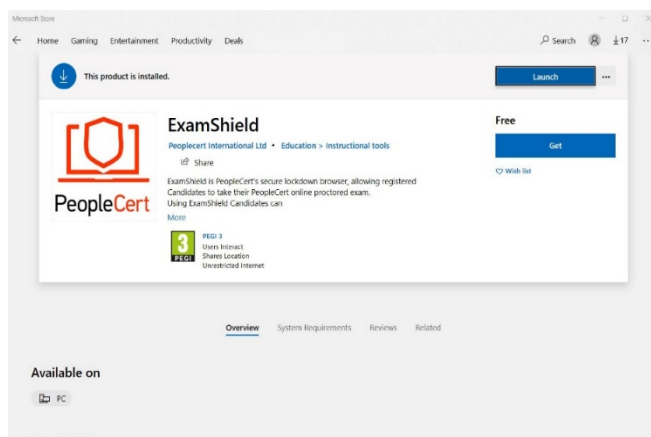 Microsoft Store
Home Gaming Entertainment Productivity Deals
Search 17
This product is installed.
Launch
PeopleCert
ExamShield
Peoplecert International Ltd • Education > Instructional tools
Share
ExamShield is PeopleCert's secure lockdown browser, allowing registered
Candidates to take their PeopleCert online proctored exam.
Using ExamShield Candidates can
More
3
PEGI
PEGI 3
Users Interact
Shares Location
Unrestricted Internet
Free
Get
Wish list
Overview System Requirements Reviews Related
Available on
PC